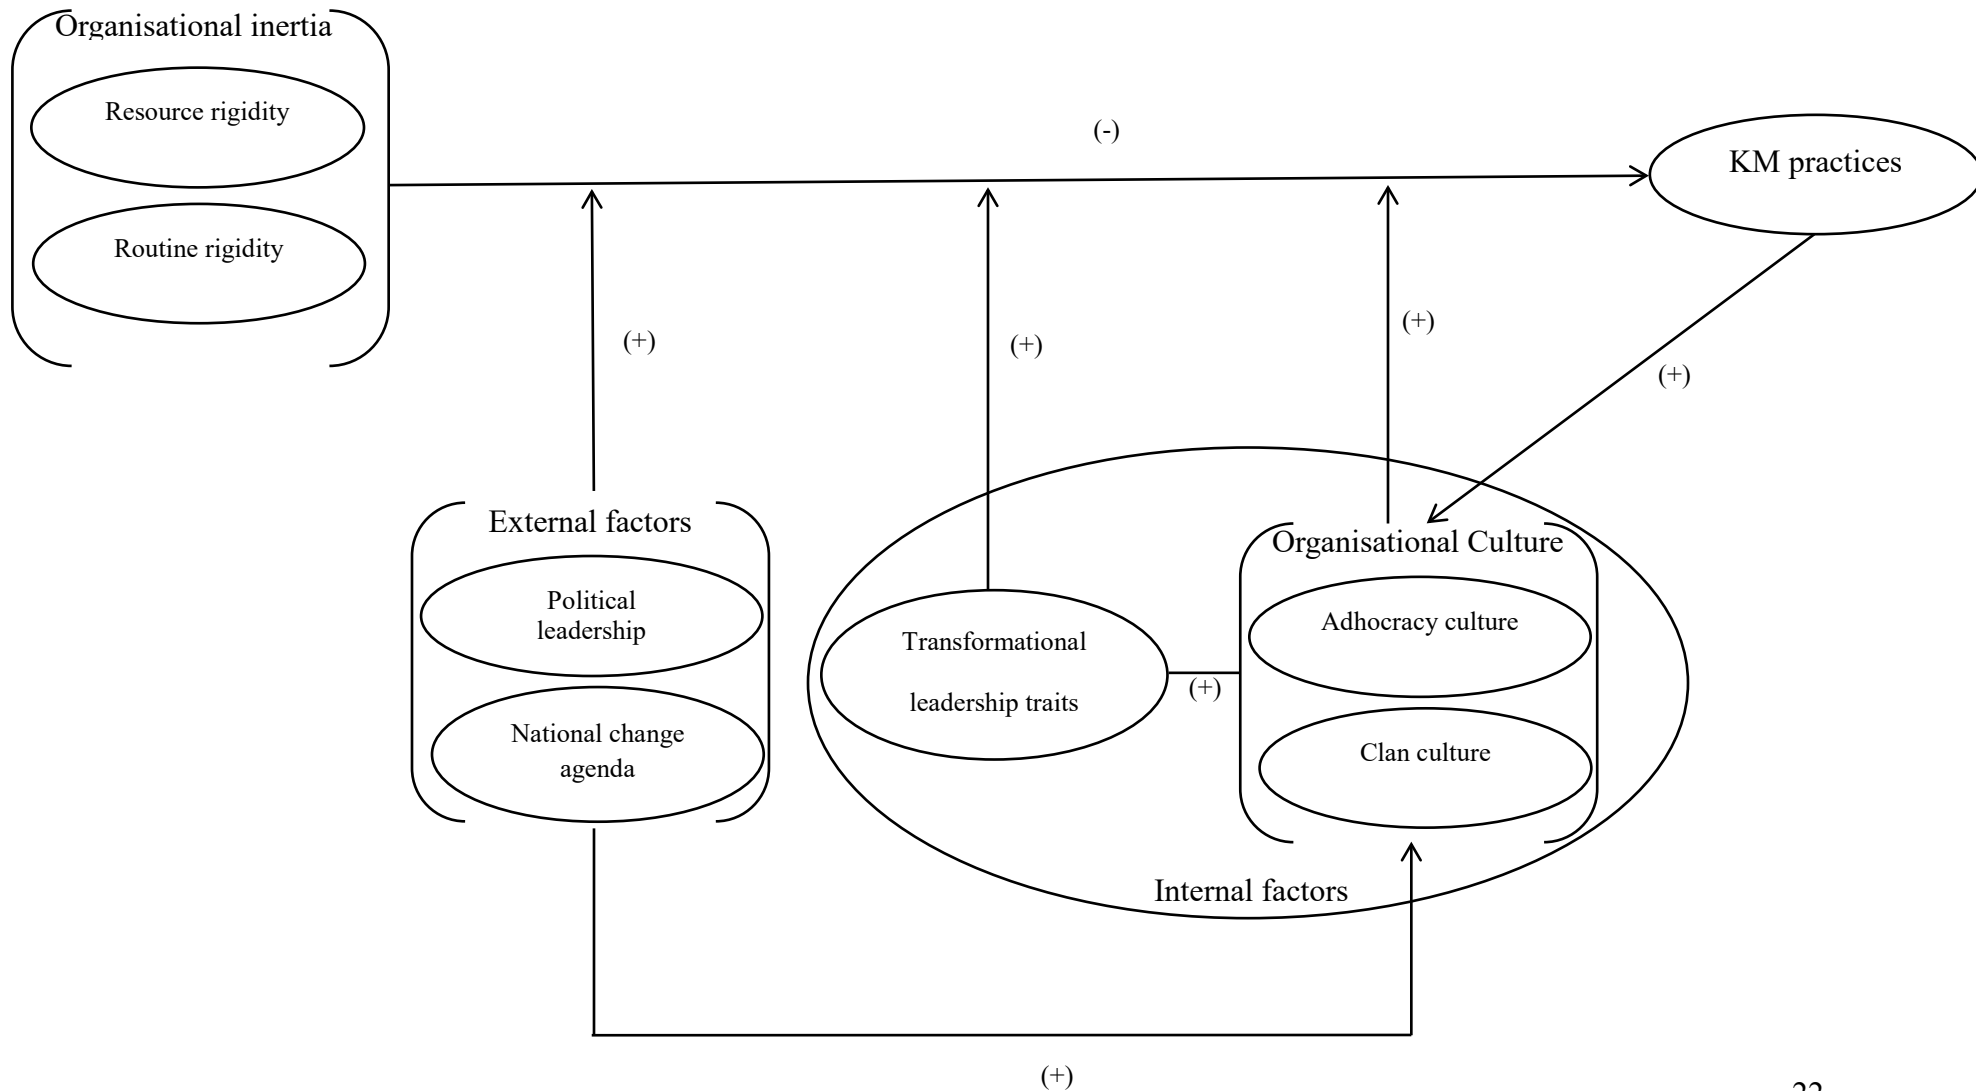 Organisational inertia
Resource rigidity
Routine rigidity
(-)
KM practices
(+)
(+)
(+)
(+)
External factors
Political
leadership
National change
agenda
Transformational
leadership traits
(+)
Organisational Culture
Adhocracy culture
Clan culture
Internal factors
(+)
22